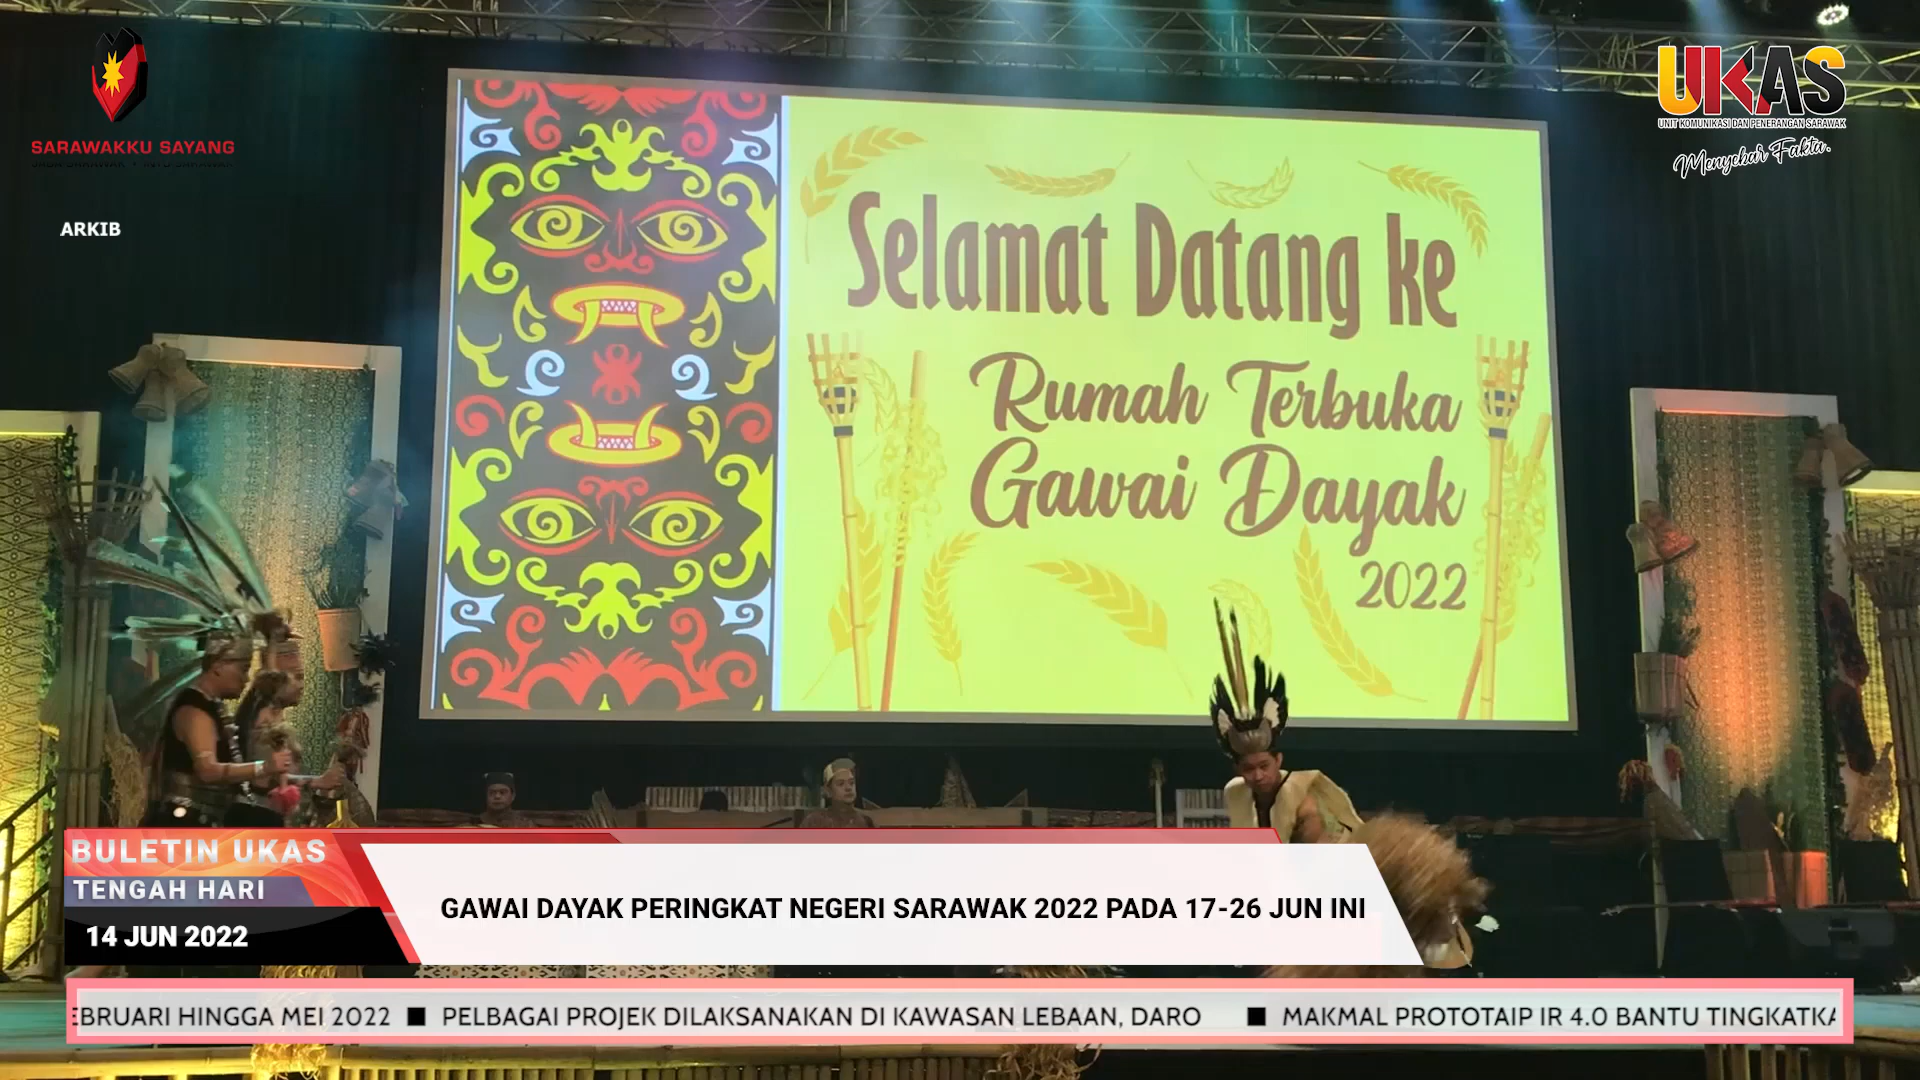 SARAWAKKU SAYANG
ARKIB
UKAS
UNIT KOMUNIKASI DAN PENERANGAN SARAWAK
Menyebar Fakta.
Selamat Datang ke
Rumah Terbuka
Gawai Dayak
2022
BULETIN UKAS
TENGAH HARI
14 JUN 2022
GAWAI DAYAK PERINGKAT NEGERI SARAWAK 2022 PADA 17-26 JUN INI
EBRUARI HINGGA MEI 2022 ■ PELBAGAI PROJEK DILAKSANAKAN DI KAWASAN LEBAAN, DARO ■ MAKMAL PROTOTAIP IR 4.0 BANTU TINGKATKA